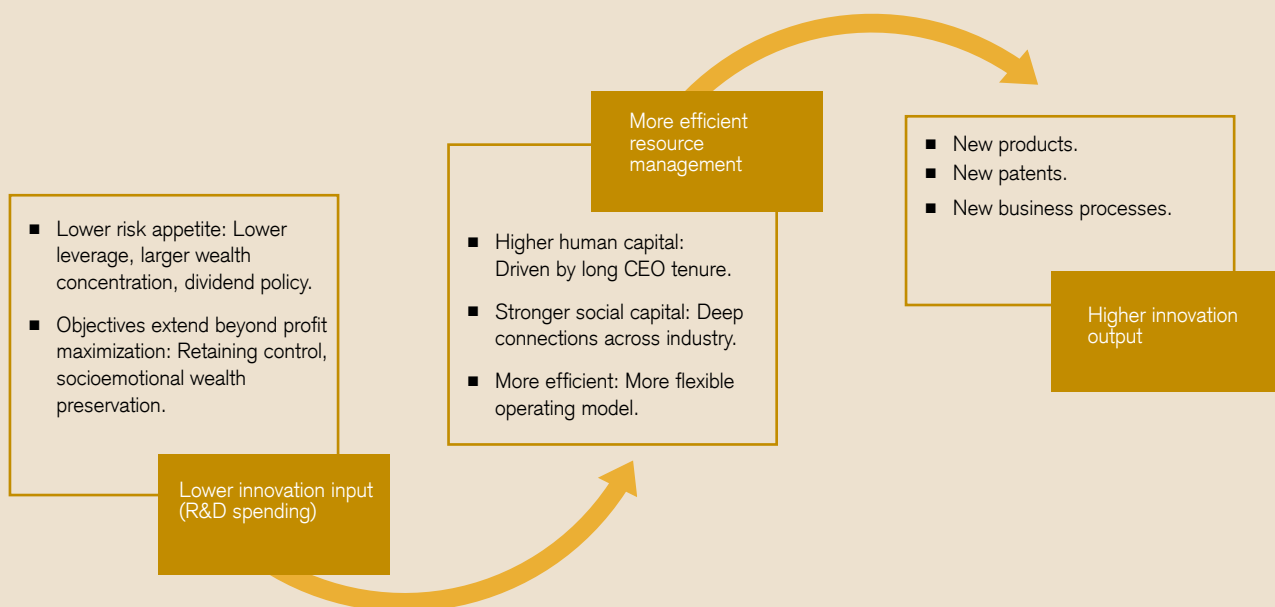 ■ Lower risk appetite: Lower
leverage, larger wealth
concentration, dividend policy.
■ Objectives extend beyond profit
maximization: Retaining control,
socioemotional wealth
preservation.
Lower innovation input
(R&D spending)
More efficient
resource
management
■ Higher human capital:
Driven by long CEO tenure.
■ Stronger social capital: Deep
connections across industry.
■ More efficient: More flexible
operating model.
■ New products.
■ New patents.
■ New business processes.
Higher innovation
output